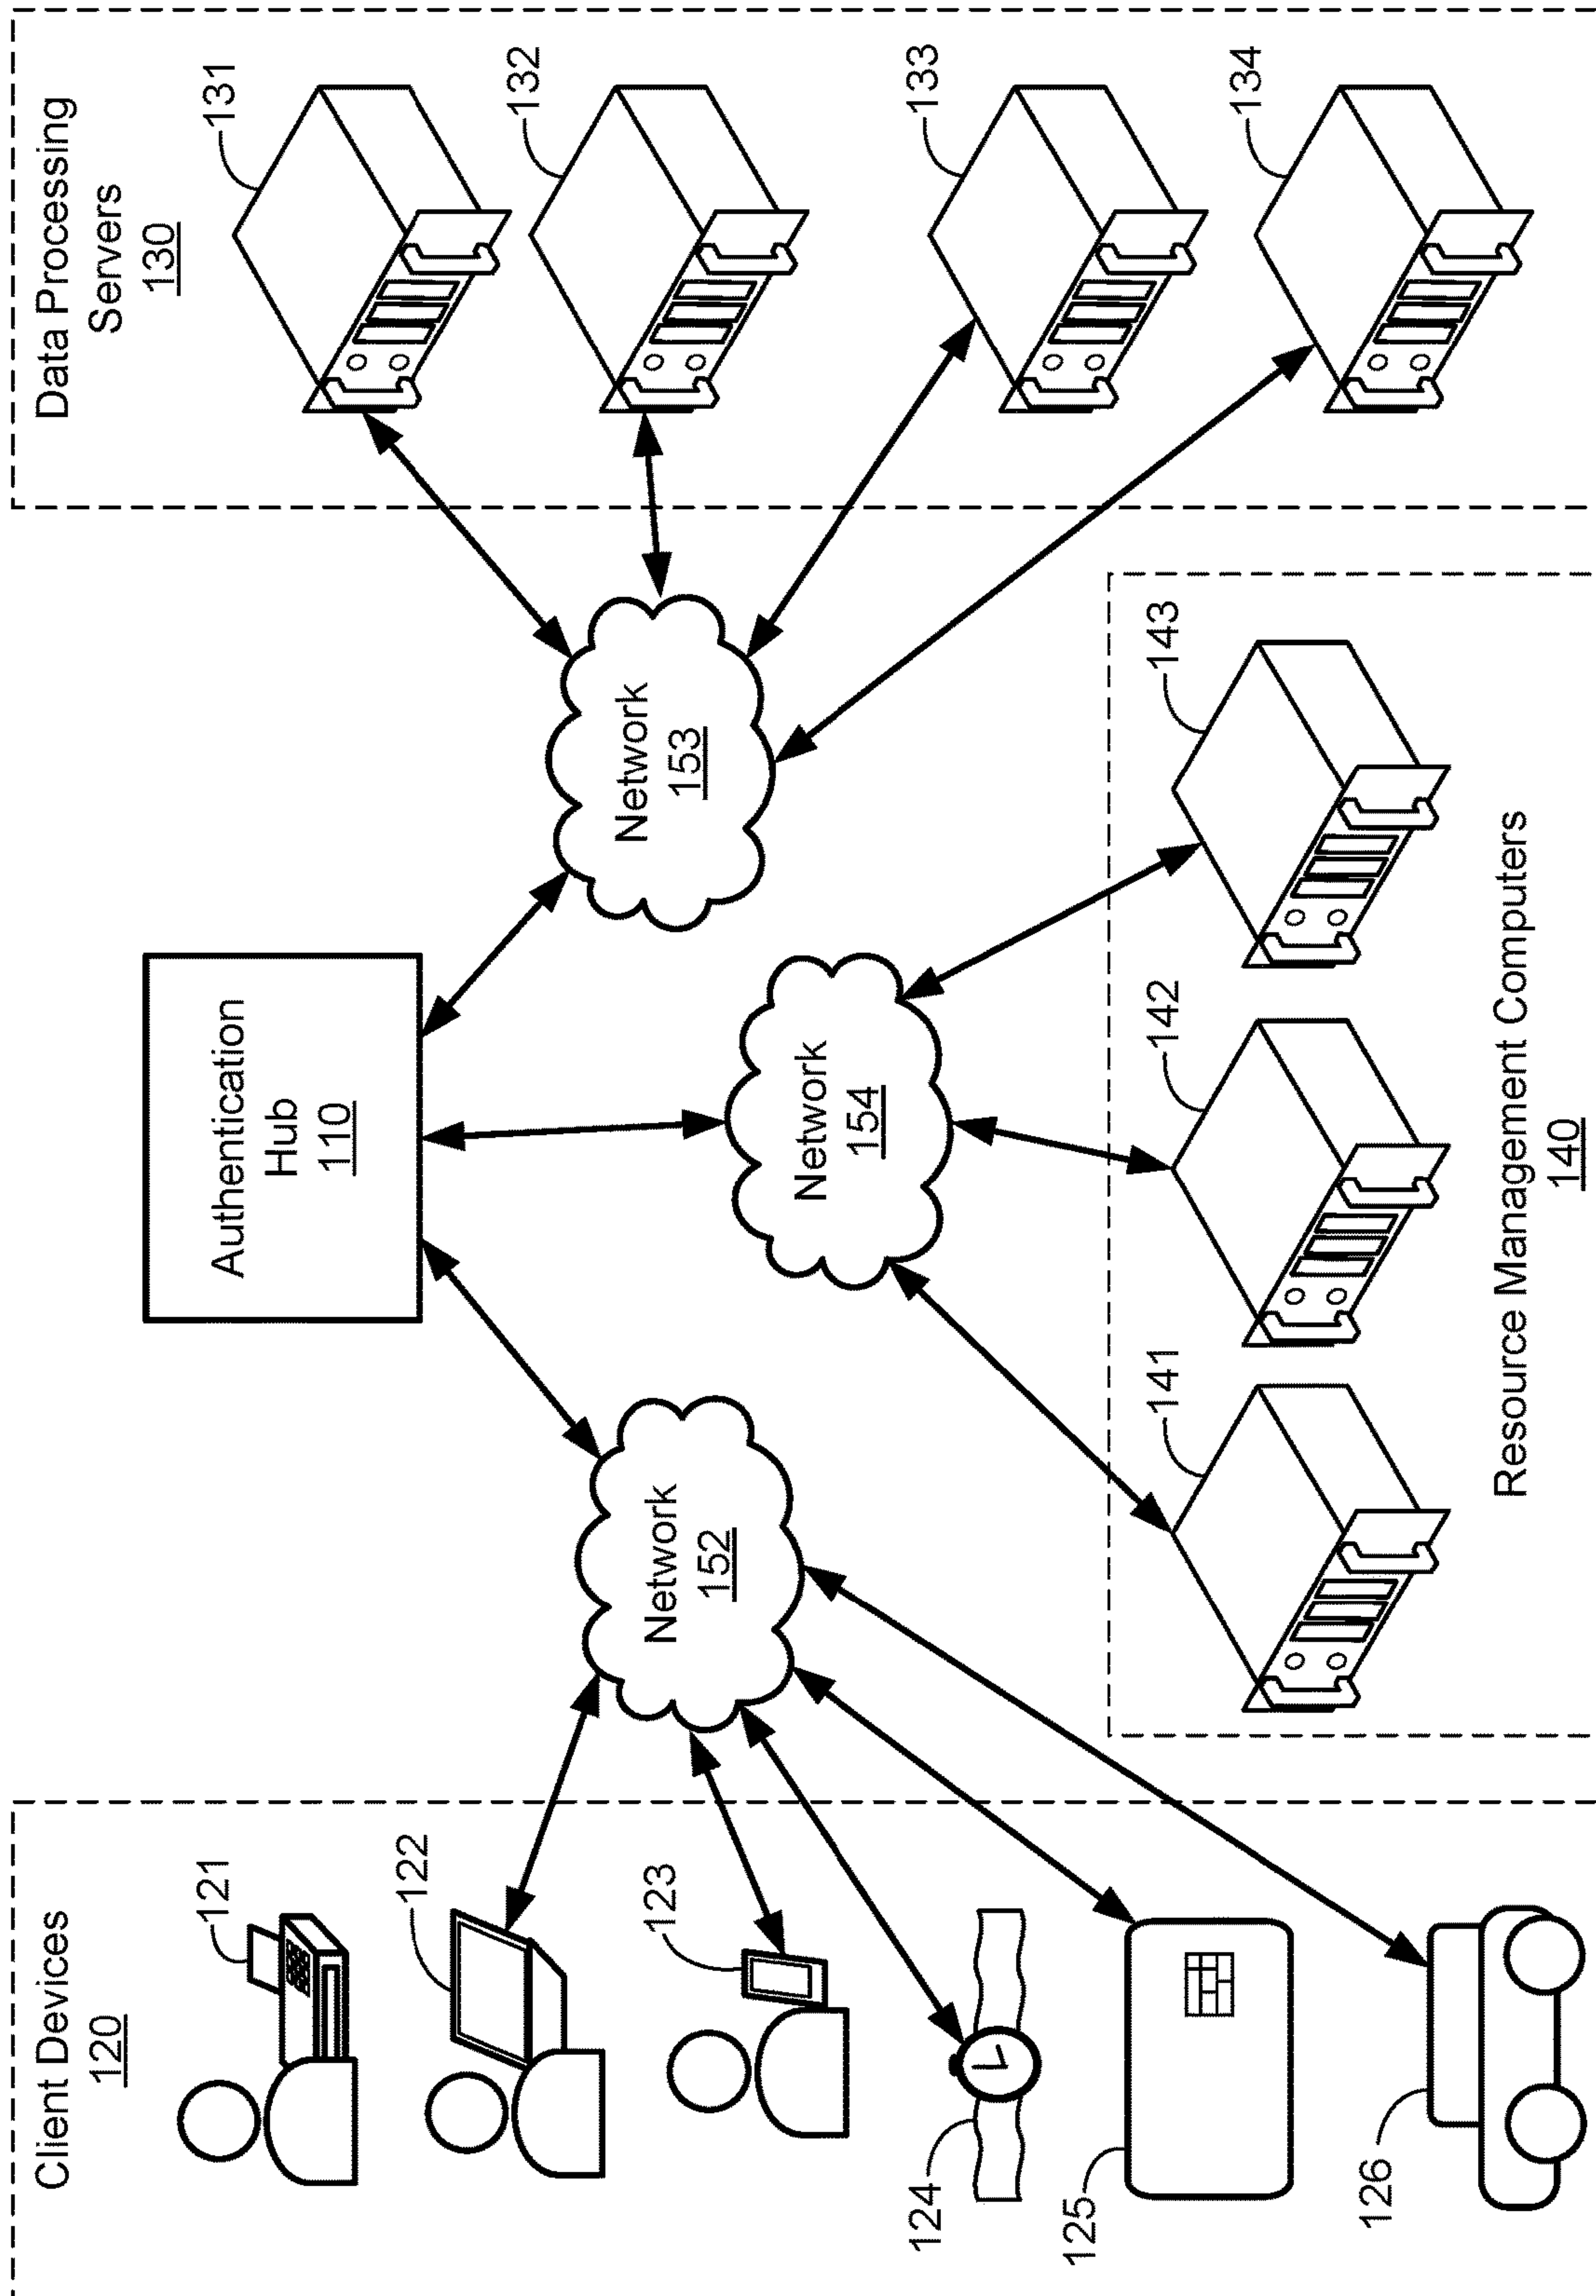 Client Devices
120
121
122
123
124
125
126
Authentication
Hub
110
Network
152
Network
154
Network
153
Data Processing
Servers
130
131
132
133
134
141
142
143
Resource Management Computers
140